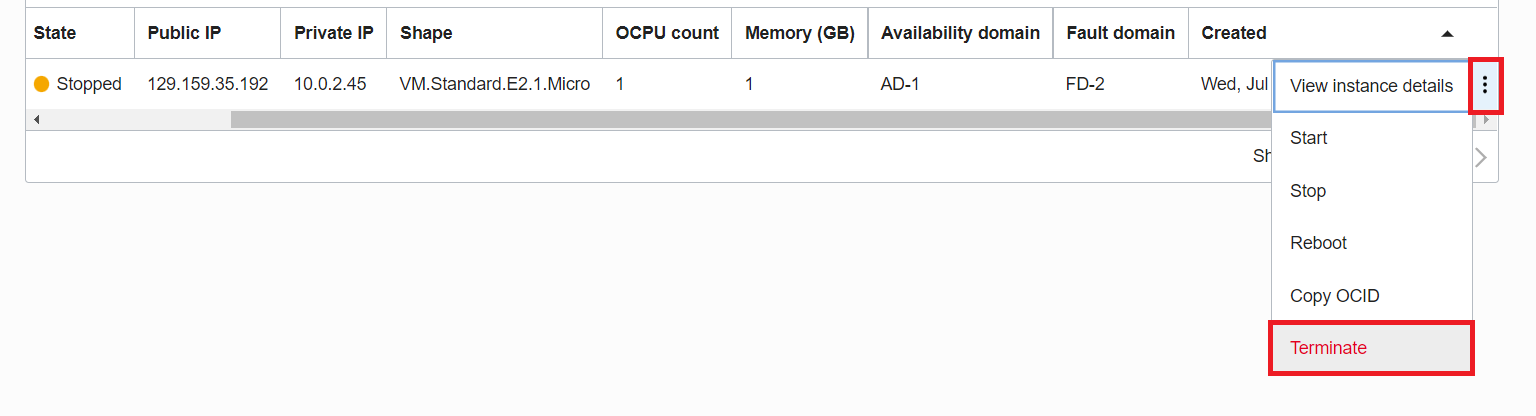 State Public IP Private IP Shape OCPU count Memory (GB) Availability domain Fault domain Created
Stopped 129.159.35.192 10.0.2.45 VM.Standard.E2.1.Micro 1 1 AD-1 FD-2 Wed, Jul
View instance details
Start
Sh
Stop
Reboot
Copy OCID
Terminate